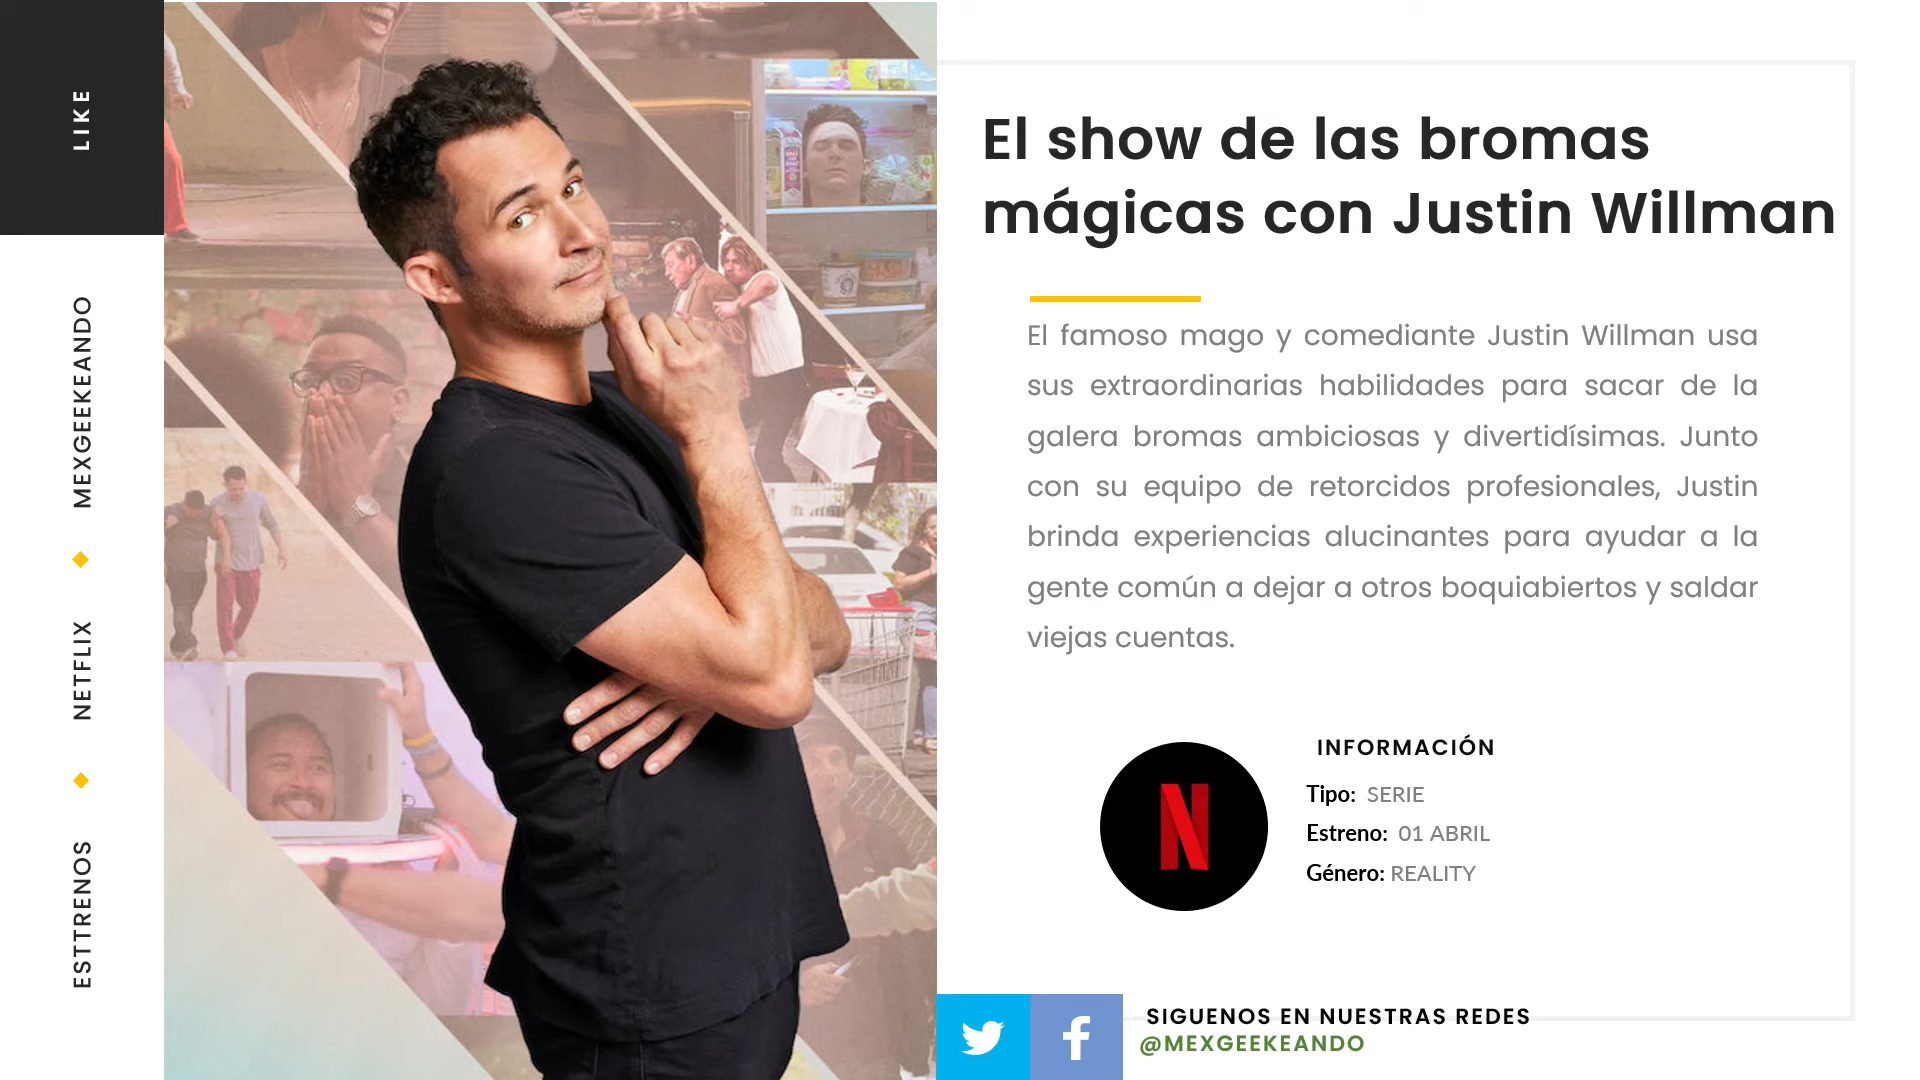 LIKE
MEXGEEKEANDO
NETFLIX
ESTTRENOS
El show de las bromas
mágicas con Justin Willman
El famoso mago y comediante Justin Willman usa
sus extraordinarias habilidades para sacar de la
galera bromas ambiciosas y divertidísimas. Junto
con su equipo de retorcidos profesionales, Justin
brinda experiencias alucinantes para ayudar a la
gente común a dejar a otros boquiabiertos y saldar
viejas cuentas.
INFORMACIÓN
Tipo: SERIE
Estreno: 01 ABRIL
Género: REALITY
N
SIGUENOS EN NUESTRAS REDES
@MEXGEEKEANDO